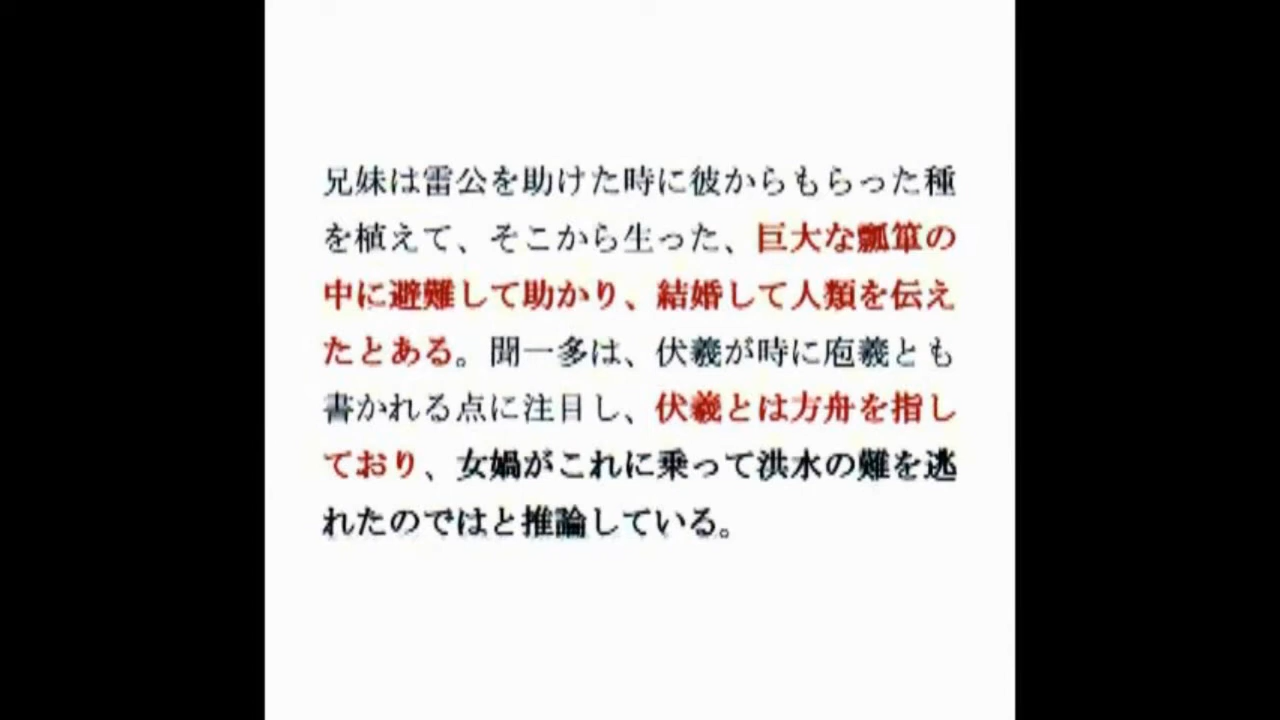 兄妹は雷公を助けた時に彼からもらった種
を植えて、そこから生った、巨大な瓢箪の
中に避難して助かり、結婚して人類を伝え
たとある。聞一多は、伏羲が時に庖羲とも
書かれる点に注目し、伏羲とは方舟を指し
ており、女媧がこれに乗って洪水の難を逃
れたのではと推論している。